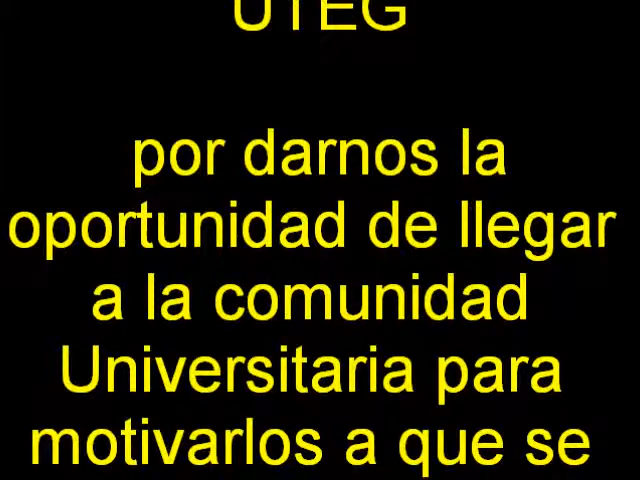 UTEG
por darnos la
oportunidad de llegar
a la comunidad
Universitaria para
motivarlos a que se